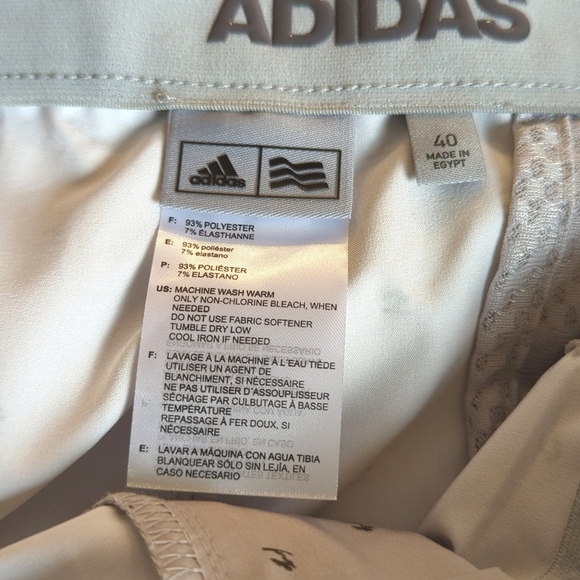 ADIDAS
adidas
40
MADE IN
EGYPT
F: 93% POLYESTER
7% ÉLASTHANNE
E: 93% poliéster
7% elastano
P: 93% POLIÉSTER
7% ELASTANO
US: MACHINE WASH WARM
ONLY NON-CHLORINE BLEACH, WHEN
NEEDED
DO NOT USE FABRIC SOFTENER
TUMBLE DRY LOW
COOL IRON IF NEEDED
F: LAVAGE À LA MACHINE À L'EAU TIÈDE
UTILISER UN AGENT DE
BLANCHIMENT, SI NÉCESSAIRE
NE PAS UTILISER D'ASSOUPLISSEUR
SÉCHAGE PAR CULBUTAGE À BASSE
TEMPÉRATURE
REPASSAGE À FER DOUX, SI
NÉCESSAIRE
E: LAVAR A MÁQUINA CON AGUA TIBIA
BLANQUEAR SÓLO SIN LEJÍA, EN
CASO NECESARIO